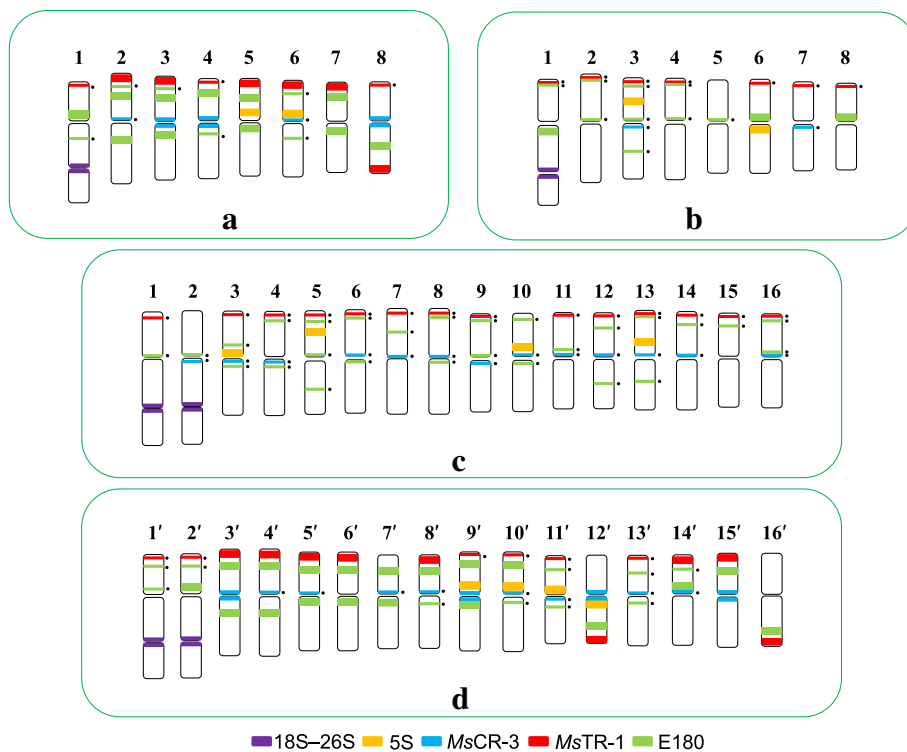 1 2 3 4 5 6 7 8
a
1 2 3 4 5 6 7 8
b
1 2 3 4 5 6 7 8 9 10 11 12 13 14 15 16
c
1′ 2′ 3′ 4′ 5′ 6′ 7′ 8′ 9′ 10′ 11′ 12′ 13′ 14′ 15′ 16′
d
18S–26S 5S MsCR-3 MsTR-1 E180